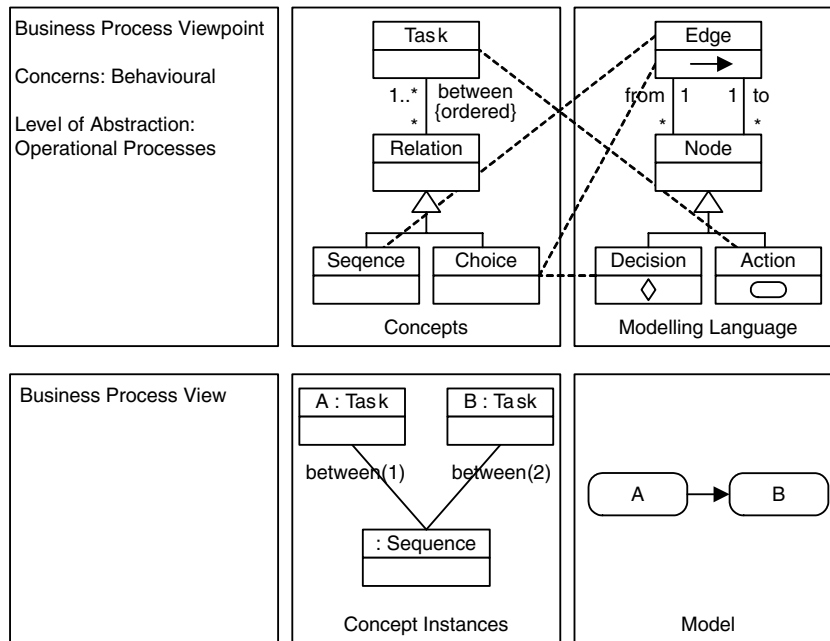 Business Process Viewpoint
Concerns: Behavioural
Level of Abstraction:
Operational Processes
Task
1..*
between
{ordered}
*
Relation
Seqence
Choice
Concepts
Edge
from
1
1
to
*
*
Node
Decision
Action
Modelling Language
Business Process View
A : Task
B : Task
between(1)
between(2)
: Sequence
Concept Instances
A
B
Model